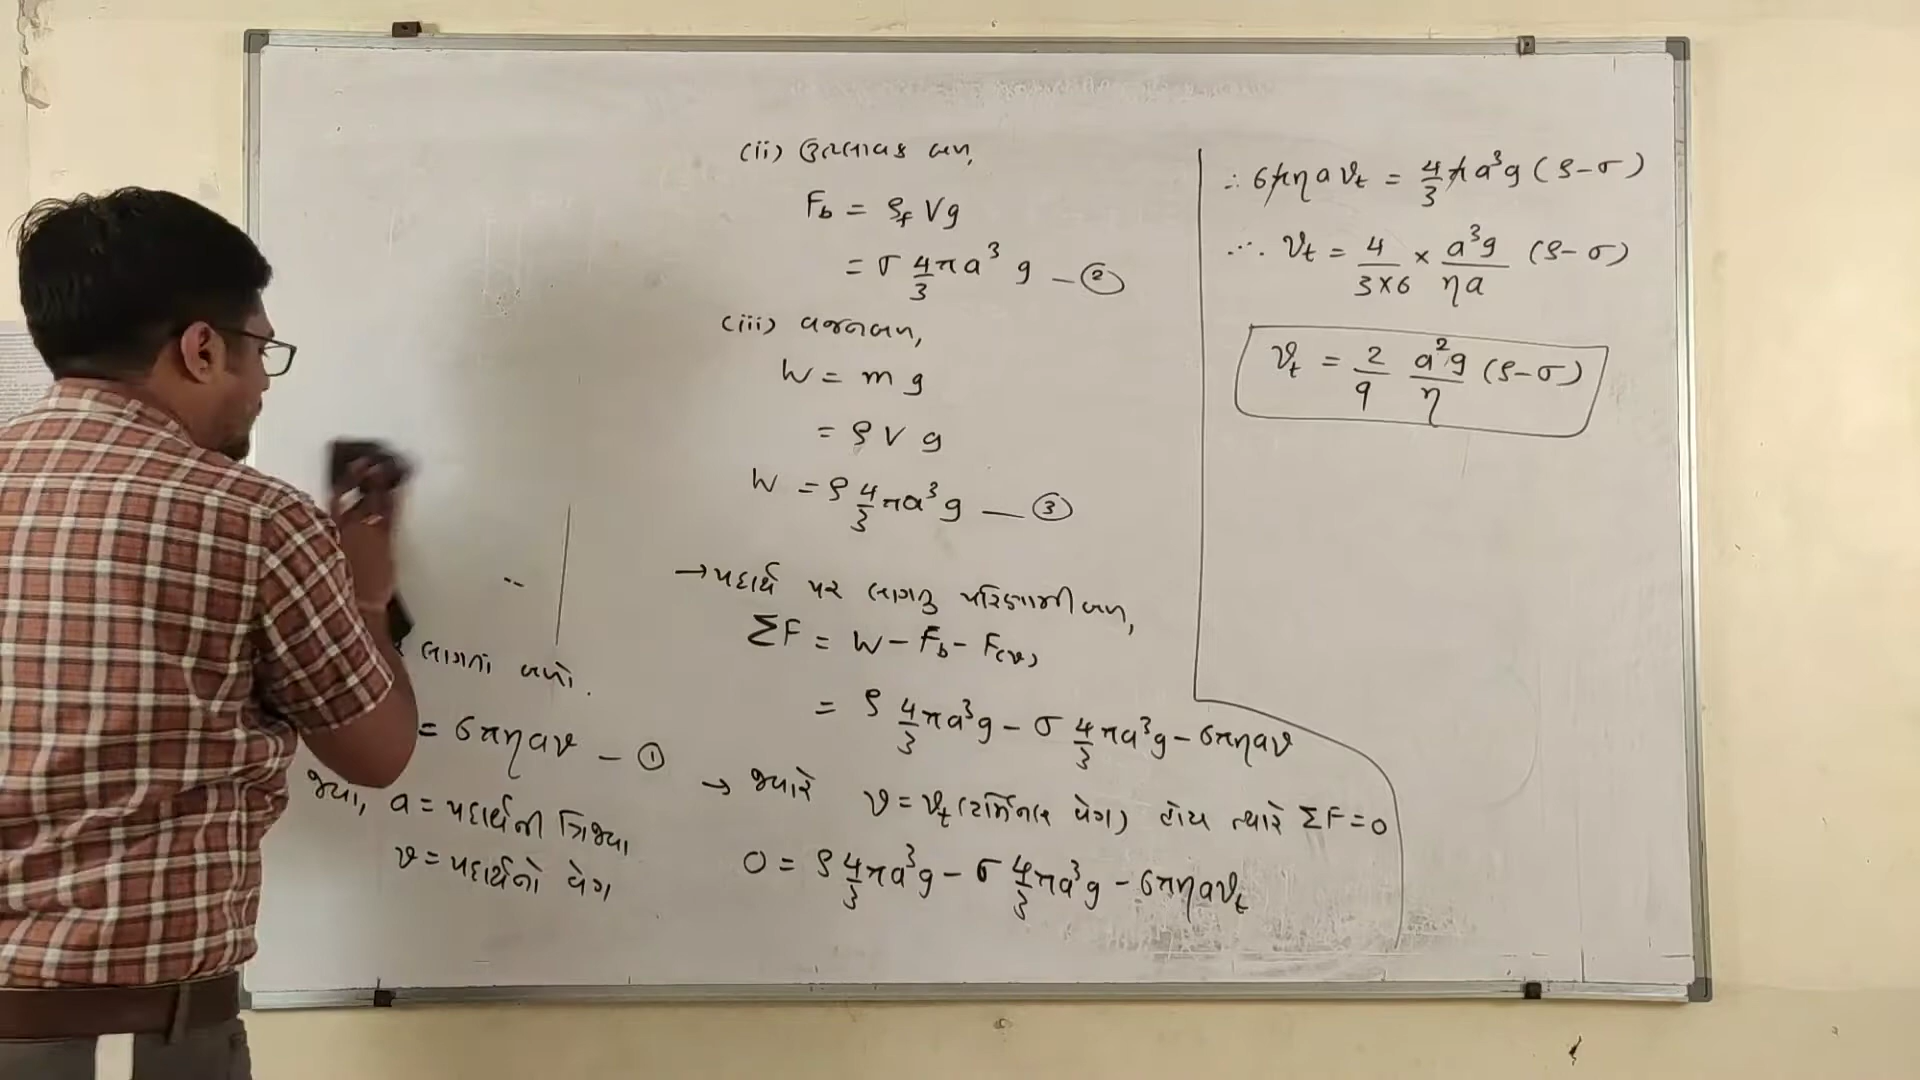 લાગતા બળો.
= 6πηav — ①
જ્યાં, a = પદાર્થની ત્રિજ્યા
v = પદાર્થનો વેગ
(ii) ઉત્પ્લાવક બળ,
F_b = ρ_f Vg
= σ 4/3 πa³ g — ②
(iii) વજનબળ,
W = m g
= ρ V g
W = ρ 4/3 πa³ g — ③
→ પદાર્થ પર લાગતુ પરિણામી બળ,
ΣF = W − F_b − F(v)
= ρ 4/3 πa³g − σ 4/3 πa³g − 6πηav
→ જ્યારે v = v_t (ટર્મિનલ વેગ) હોય ત્યારે ΣF = 0
0 = ρ 4/3 πa³g − σ 4/3 πa³g − 6πηav_t
∴ 6πηa v_t = 4/3 πa³g (ρ−σ)
∴ v_t = 4/(3×6) × a³g/ηa (ρ−σ)
v_t = 2/9 a²g/η (ρ−σ)